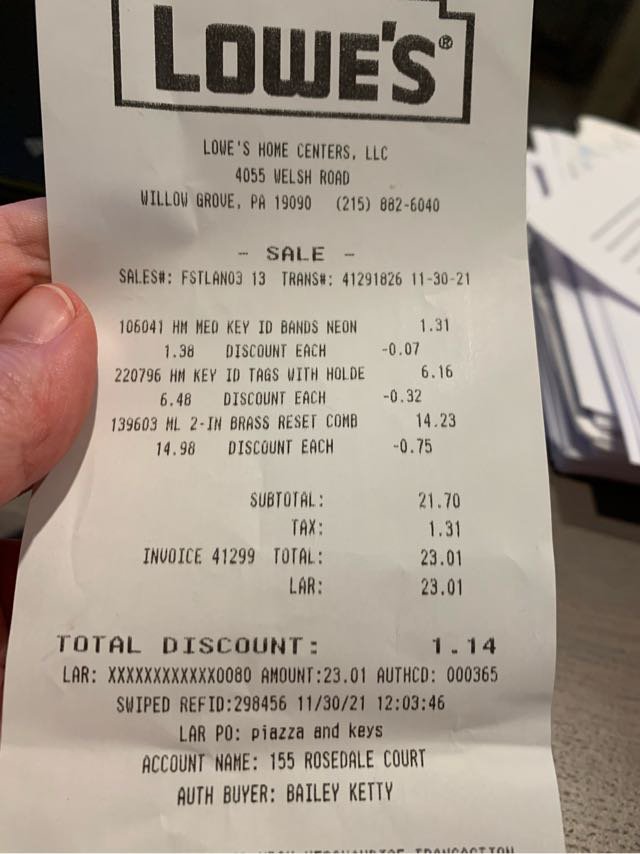 LOWE'S®
LOWE'S HOME CENTERS, LLC
4055 WELSH ROAD
WILLOW GROVE, PA 19090 (215) 882-6040
- SALE -
SALES#: FSTLAN03 13 TRANS#: 41291826 11-30-21
106041 HM MED KEY ID BANDS NEON 1.31
1.38 DISCOUNT EACH -0.07
220796 HM KEY ID TAGS WITH HOLDE 6.16
6.48 DISCOUNT EACH -0.32
139603 ML 2-IN BRASS RESET COMB 14.23
14.98 DISCOUNT EACH -0.75
SUBTOTAL: 21.70
TAX: 1.31
INVOICE 41299 TOTAL: 23.01
LAR: 23.01
TOTAL DISCOUNT: 1.14
LAR: XXXXXXXXXXXX0080 AMOUNT:23.01 AUTHCD: 000365
SWIPED REFID:298456 11/30/21 12:03:46
LAR PO: piazza and keys
ACCOUNT NAME: 155 ROSEDALE COURT
AUTH BUYER: BAILEY KETTY
TRANSACTION